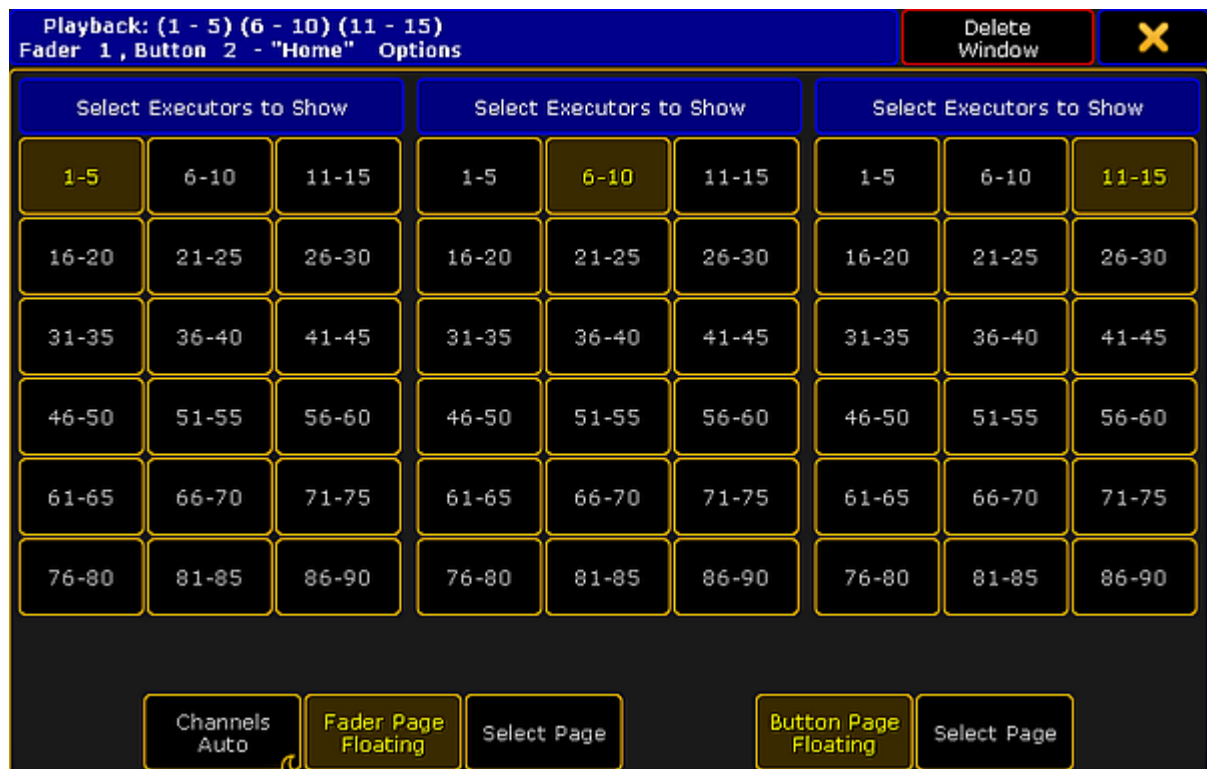 Playback: (1 - 5) (6 - 10) (11 - 15)
Fader 1 , Button 2 - "Home" Options
Delete
Window
Select Executors to Show
Select Executors to Show
Select Executors to Show
1-5 6-10 11-15 1-5 6-10 11-15 1-5 6-10 11-15
16-20 21-25 26-30 16-20 21-25 26-30 16-20 21-25 26-30
31-35 36-40 41-45 31-35 36-40 41-45 31-35 36-40 41-45
46-50 51-55 56-60 46-50 51-55 56-60 46-50 51-55 56-60
61-65 66-70 71-75 61-65 66-70 71-75 61-65 66-70 71-75
76-80 81-85 86-90 76-80 81-85 86-90 76-80 81-85 86-90
Channels
Auto
Fader Page
Floating
Select Page
Button Page
Floating
Select Page